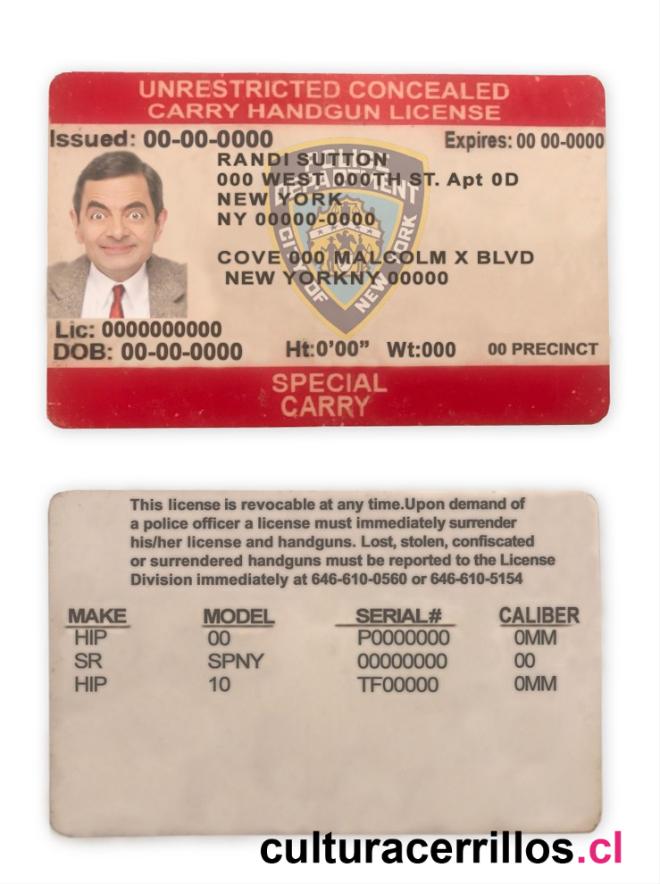 UNRESTRICTED CONCEALED
CARRY HANDGUN LICENSE
Issued: 00-00-0000
Expires: 00 00-0000
RANDI SUTTON
000 WEST 000TH ST. Apt 0D
NEW YORK
NY 00000-0000
COVE 000 MALCOLM X BLVD
NEW YORKNY 00000
POLICE
DEPARTMENT
CITY OF NEW YORK
Lic: 0000000000
DOB: 00-00-0000
Ht:0'00” Wt:000
00 PRECINCT
SPECIAL
CARRY
This license is revocable at any time.Upon demand of
a police officer a license must immediately surrender
his/her license and handguns. Lost, stolen, confiscated
or surrendered handguns must be reported to the License
Division immediately at 646-610-0560 or 646-610-5154
MAKE MODEL SERIAL# CALIBER
HIP 00 P0000000 0MM
SR SPNY 00000000 00
HIP 10 TF00000 0MM
culturacerrillos.cl